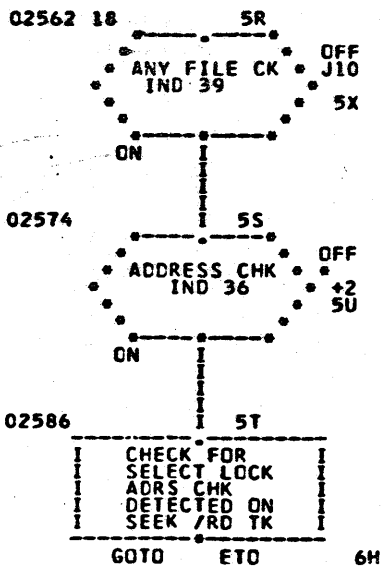 02562 18 5R
OFF
ANY FILE CK J10
IND 39
5X
ON
02574 5S
OFF
ADDRESS CHK
IND 36 +2
5U
ON
02586 5T
CHECK FOR
SELECT LOCK
ADRS CHK
DETECTED ON
SEEK /RD TK
GOTO ETO 6H